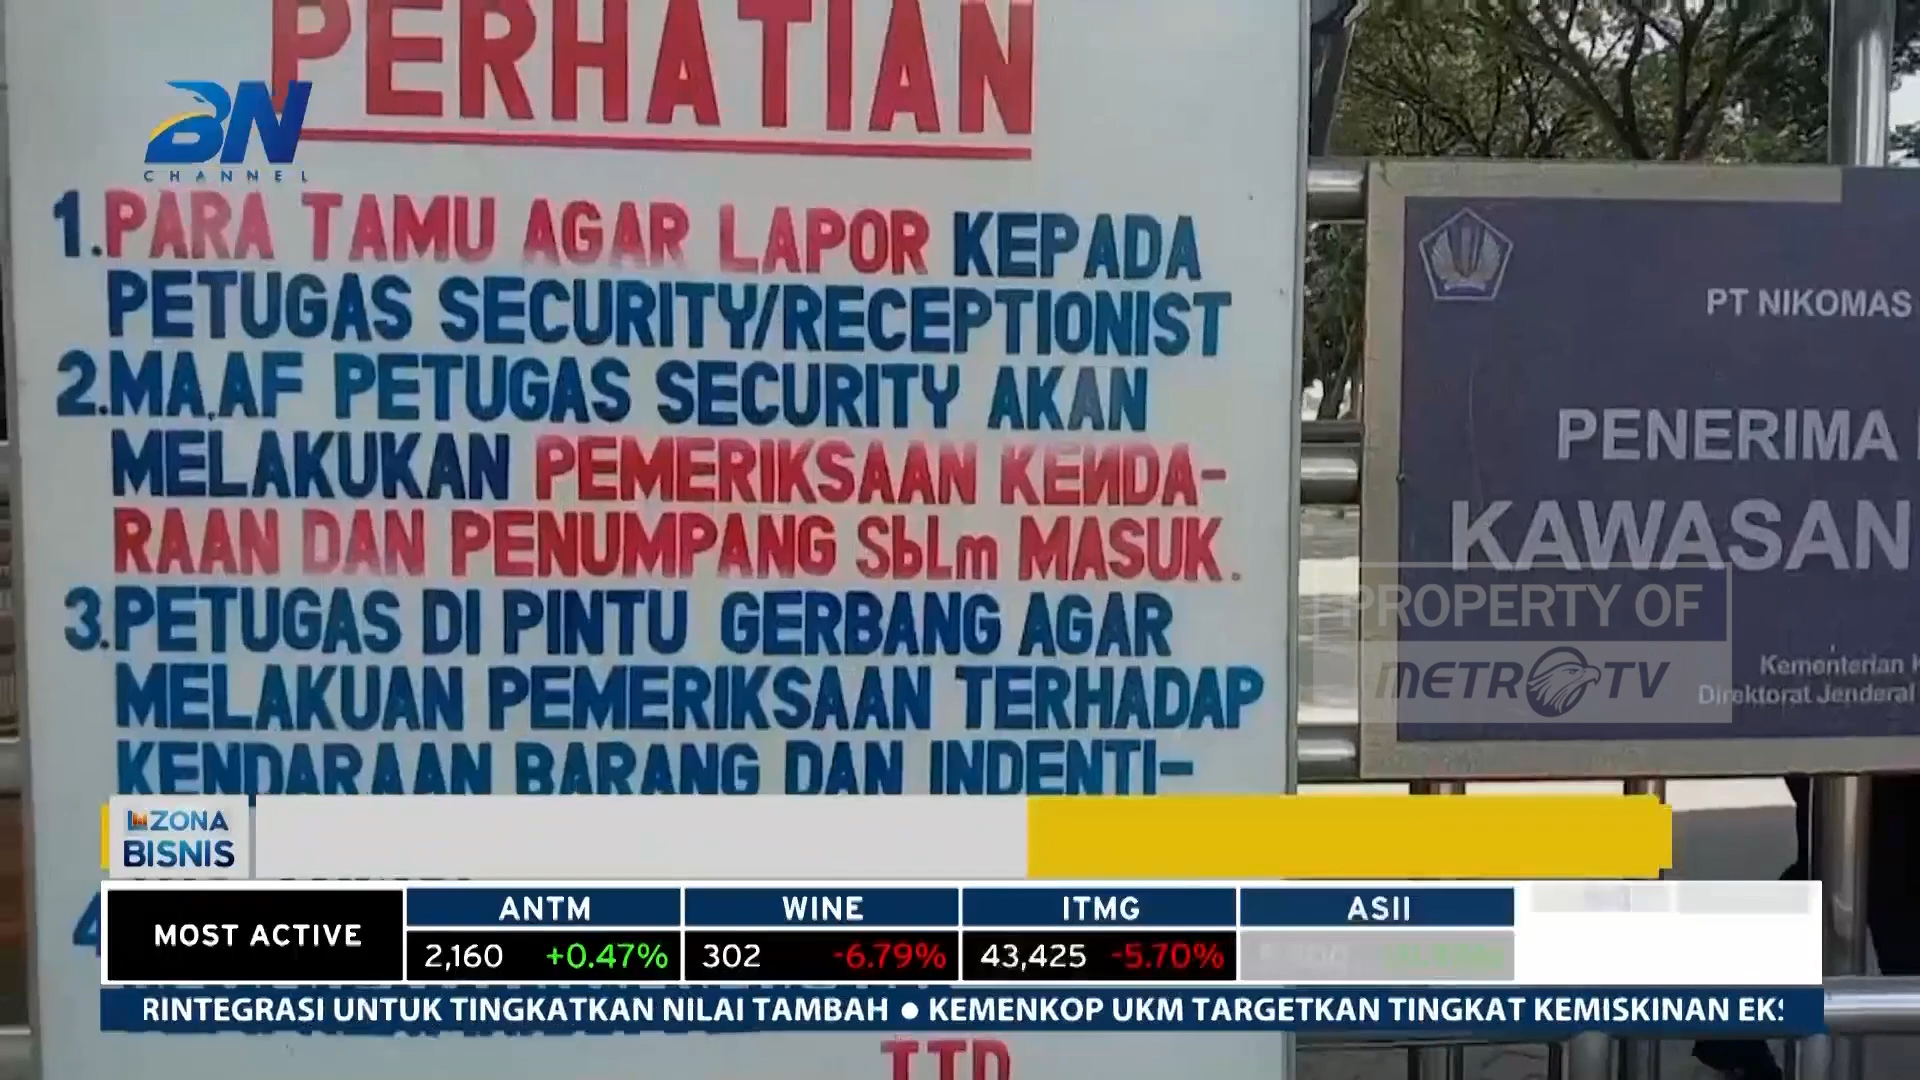 PERHATIAN
BN
CHANNEL
1.PARA TAMU AGAR LAPOR KEPADA
PETUGAS SECURITY/RECEPTIONIST
2.MA,AF PETUGAS SECURITY AKAN
MELAKUKAN PEMERIKSAAN KENDA-
RAAN DAN PENUMPANG SbLm MASUK.
3.PETUGAS DI PINTU GERBANG AGAR
MELAKUAN PEMERIKSAAN TERHADAP
KENDARAAN BARANG DAN INDENTI-
4
TTD
PT NIKOMAS
PENERIMA
KAWASAN
Kementerian
Direktorat Jenderal
PROPERTY OF
METRO TV
ZONA
BISNIS
MOST ACTIVE
ANTM WINE ITMG ASII
2,160 +0.47% 302 -6.79% 43,425 -5.70%
RINTEGRASI UNTUK TINGKATKAN NILAI TAMBAH ● KEMENKOP UKM TARGETKAN TINGKAT KEMISKINAN EKS